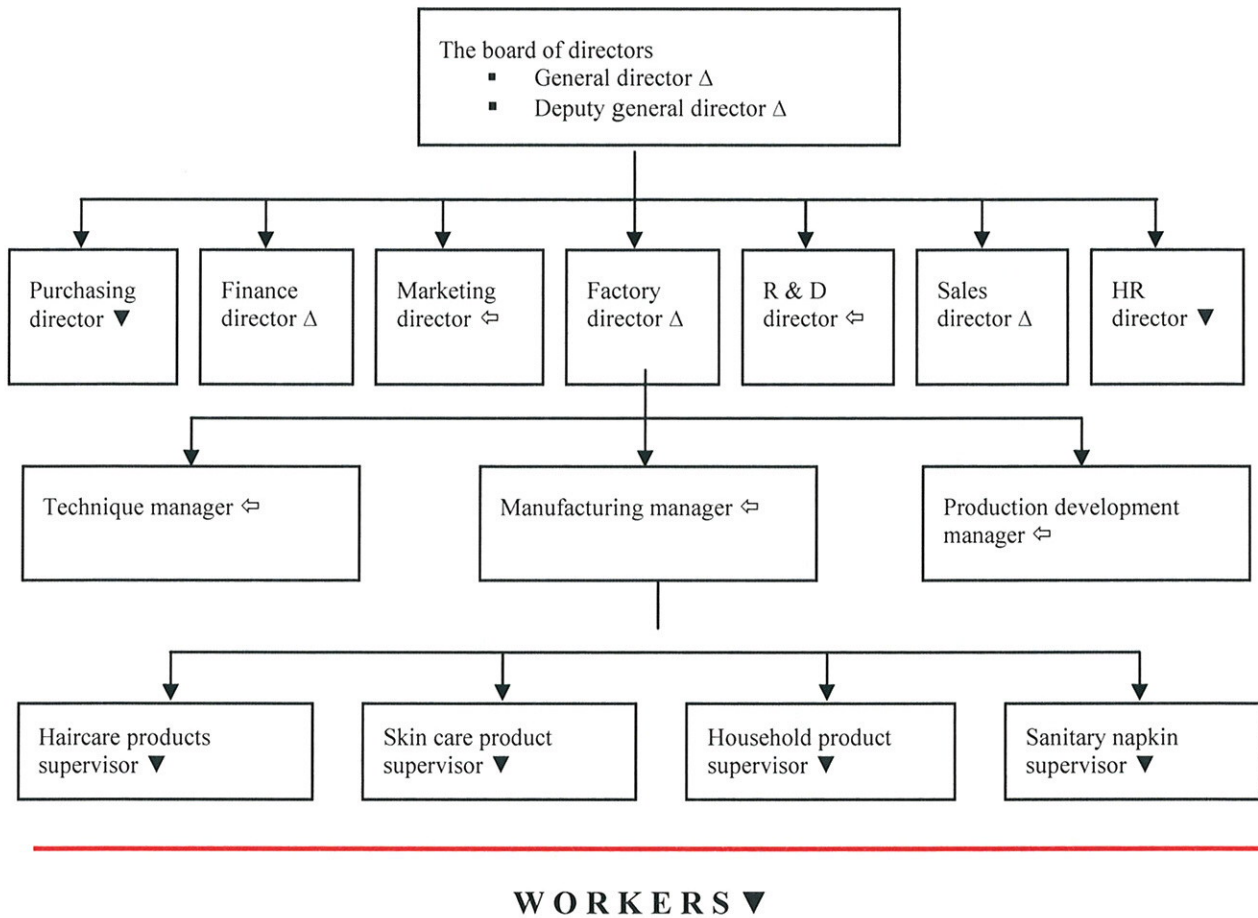 The board of directors
▪ General director Δ
▪ Deputy general director Δ
Purchasing
director ▼
Finance
director Δ
Marketing
director ⇦
Factory
director Δ
R & D
director ⇦
Sales
director Δ
HR
director ▼
Technique manager ⇦
Manufacturing manager ⇦
Production development
manager ⇦
Haircare products
supervisor ▼
Skin care product
supervisor ▼
Household product
supervisor ▼
Sanitary napkin
supervisor ▼
WORKERS ▼